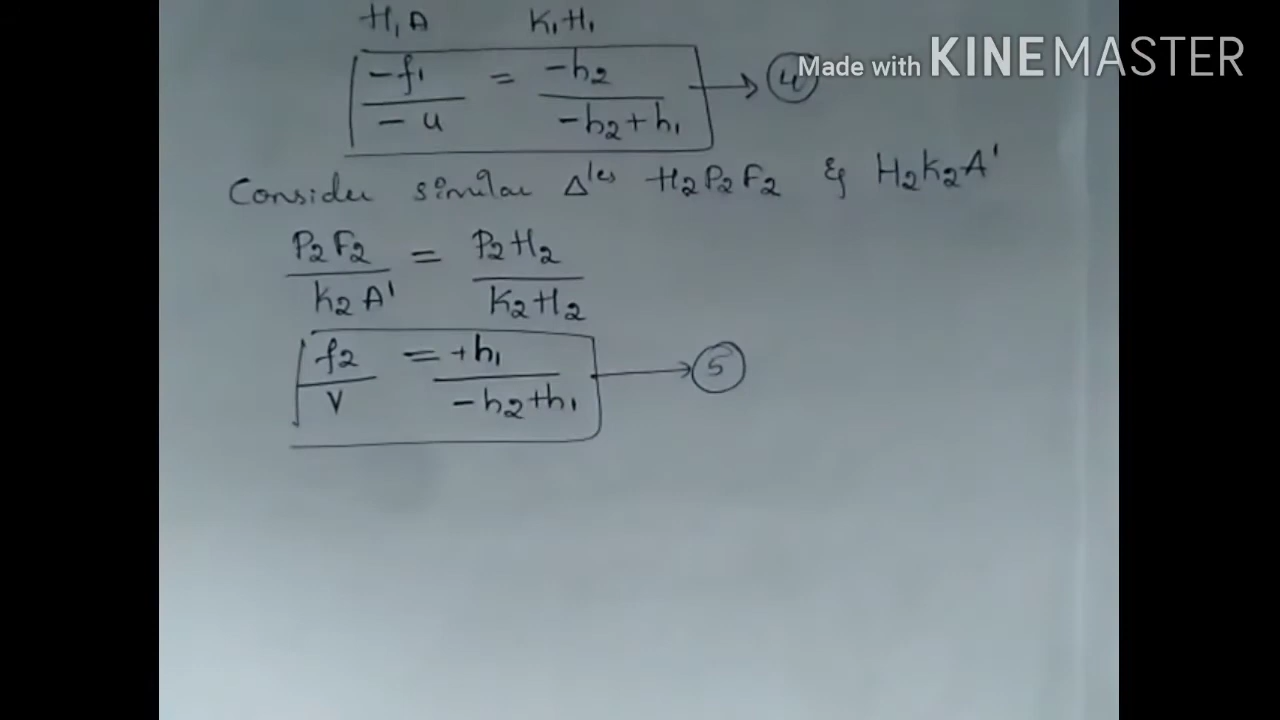 H₁A K₁H₁
Made with KINEMASTER
-f₁ / -u = -h₂ / -h₂+h₁ → 4
Consider similar Δles H₂P₂F₂ & H₂K₂A'
P₂F₂ / K₂A' = P₂H₂ / K₂H₂
f₂ / V = +h₁ / -h₂+h₁ → 5